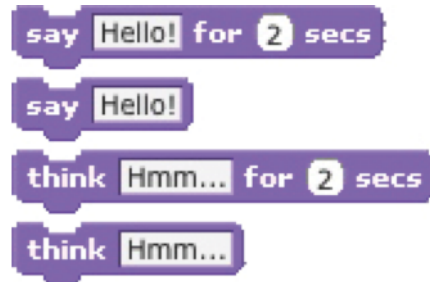 say Hello! for 2 secs
say Hello!
think Hmm... for 2 secs
think Hmm...